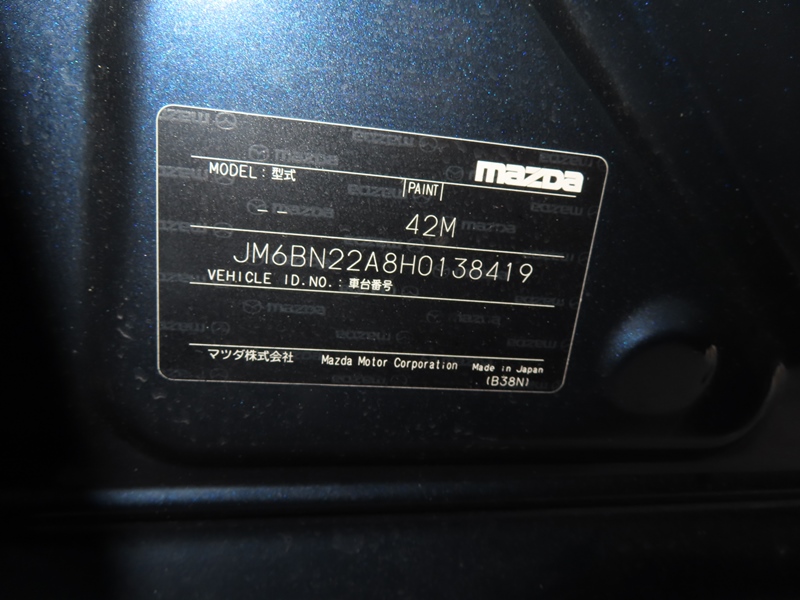 mazda
MODEL : 型式
PAINT
-- 42M
JM6BN22A8H0138419
VEHICLE ID.NO.: 車台番号
マツダ株式会社 Mazda Motor Corporation Made in Japan
(B38N)